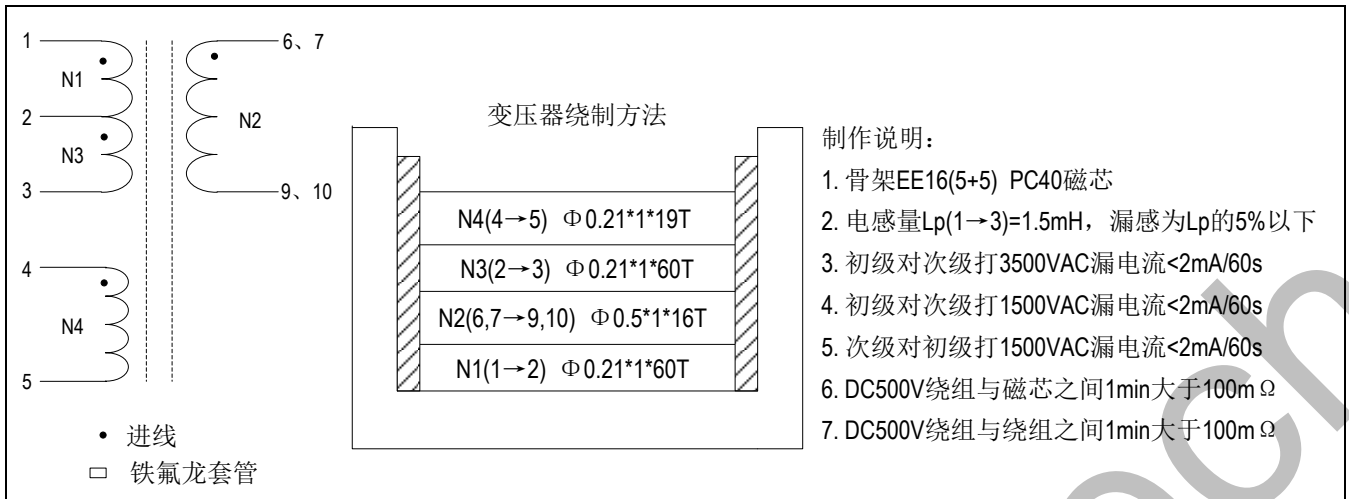 1
N1
2
N3
3
6、7
N2
9、10
4
N4
5
• 进线
▭ 铁氟龙套管
变压器绕制方法
N4(4→5) Φ0.21*1*19T
N3(2→3) Φ0.21*1*60T
N2(6,7→9,10) Φ0.5*1*16T
N1(1→2) Φ0.21*1*60T
制作说明：
1. 骨架EE16(5+5) PC40磁芯
2. 电感量Lp(1→3)=1.5mH，漏感为Lp的5%以下
3. 初级对次级打3500VAC漏电流<2mA/60s
4. 初级对次级打1500VAC漏电流<2mA/60s
5. 次级对初级打1500VAC漏电流<2mA/60s
6. DC500V绕组与磁芯之间1min大于100mΩ
7. DC500V绕组与绕组之间1min大于100mΩ